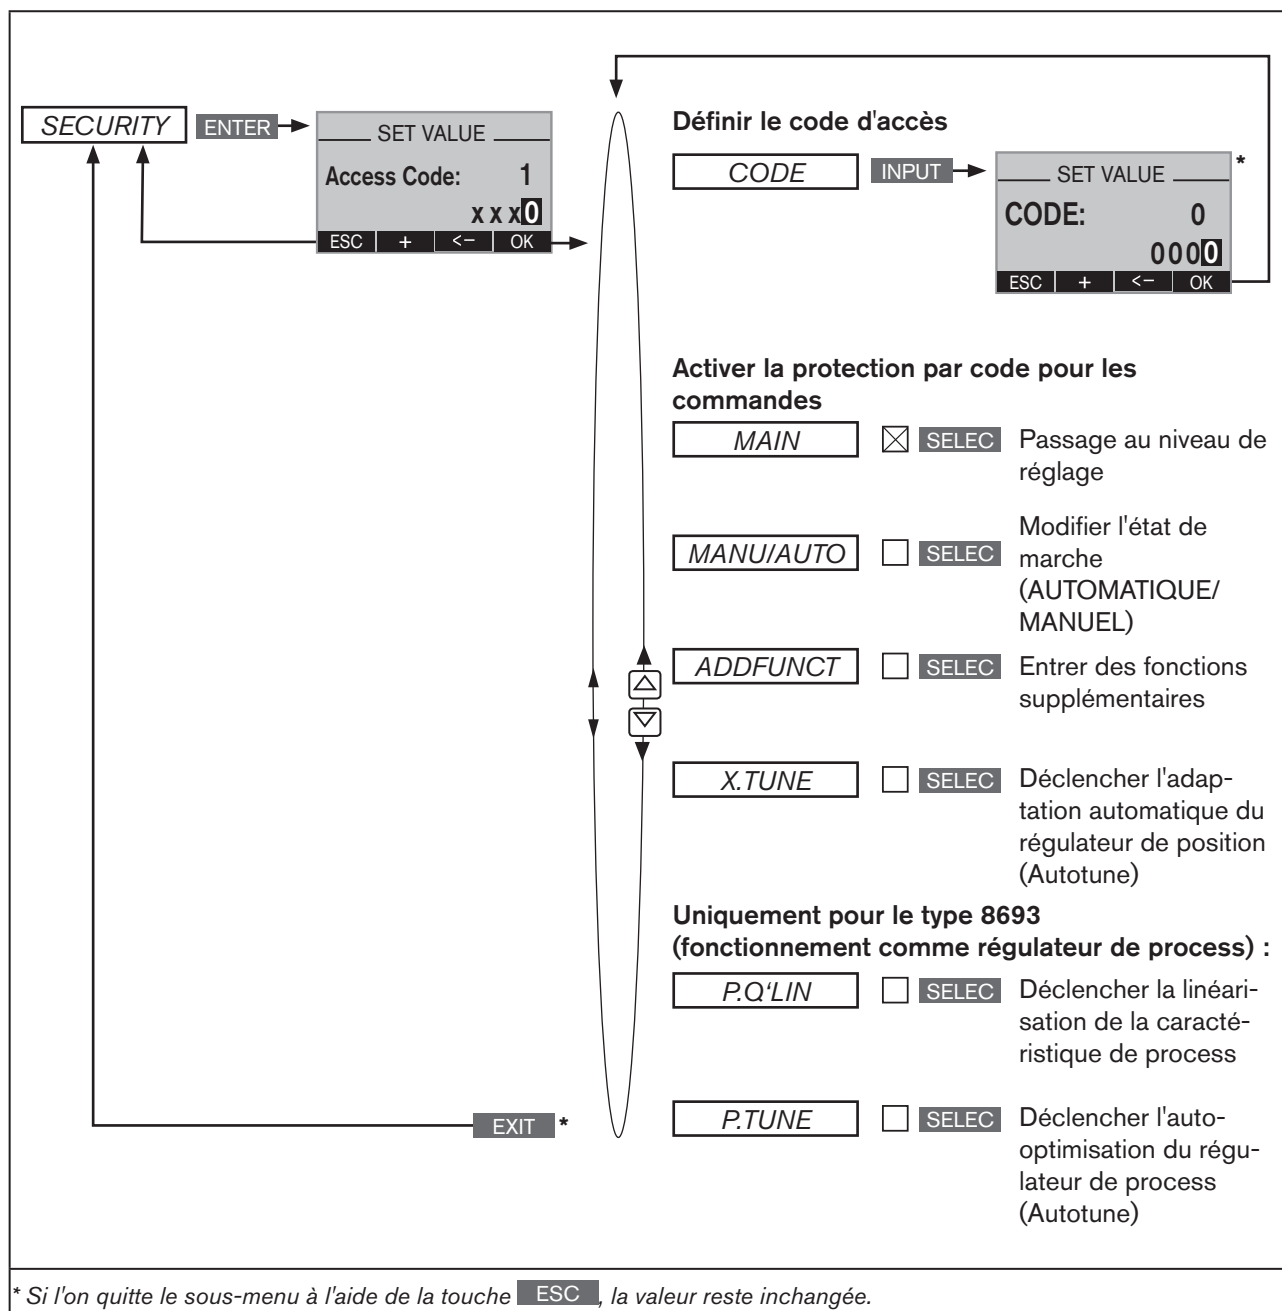 SECURITY ENTER
SET VALUE
Access Code: 1
x x x0
ESC + <– OK
Définir le code d'accès
CODE INPUT
SET VALUE *
CODE: 0
0000
ESC + <– OK
Activer la protection par code pour les
commandes
MAIN SELEC Passage au niveau de
réglage
MANU/AUTO SELEC Modifier l'état de
marche
(AUTOMATIQUE/
MANUEL)
ADDFUNCT SELEC Entrer des fonctions
supplémentaires
X.TUNE SELEC Déclencher l'adap-
tation automatique du
régulateur de position
(Autotune)
Uniquement pour le type 8693
(fonctionnement comme régulateur de process) :
P.Q‘LIN SELEC Déclencher la linéari-
sation de la caracté-
ristique de process
EXIT *
P.TUNE SELEC Déclencher l'auto-
optimisation du régu-
lateur de process
(Autotune)
* Si l'on quitte le sous-menu à l'aide de la touche ESC , la valeur reste inchangée.